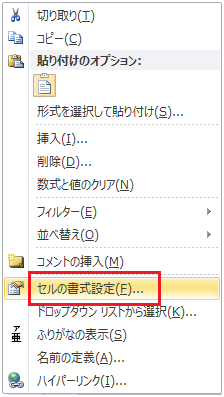 切り取り(T)
コピー(C)
貼り付けのオプション:
形式を選択して貼り付け(S)...
挿入(I)...
削除(D)...
数式と値のクリア(N)
フィルター(E)
並べ替え(O)
コメントの挿入(M)
セルの書式設定(F)...
ドロップダウン リストから選択(K)...
ア亜 ふりがなの表示(S)
名前の定義(A)...
ハイパーリンク(I)...